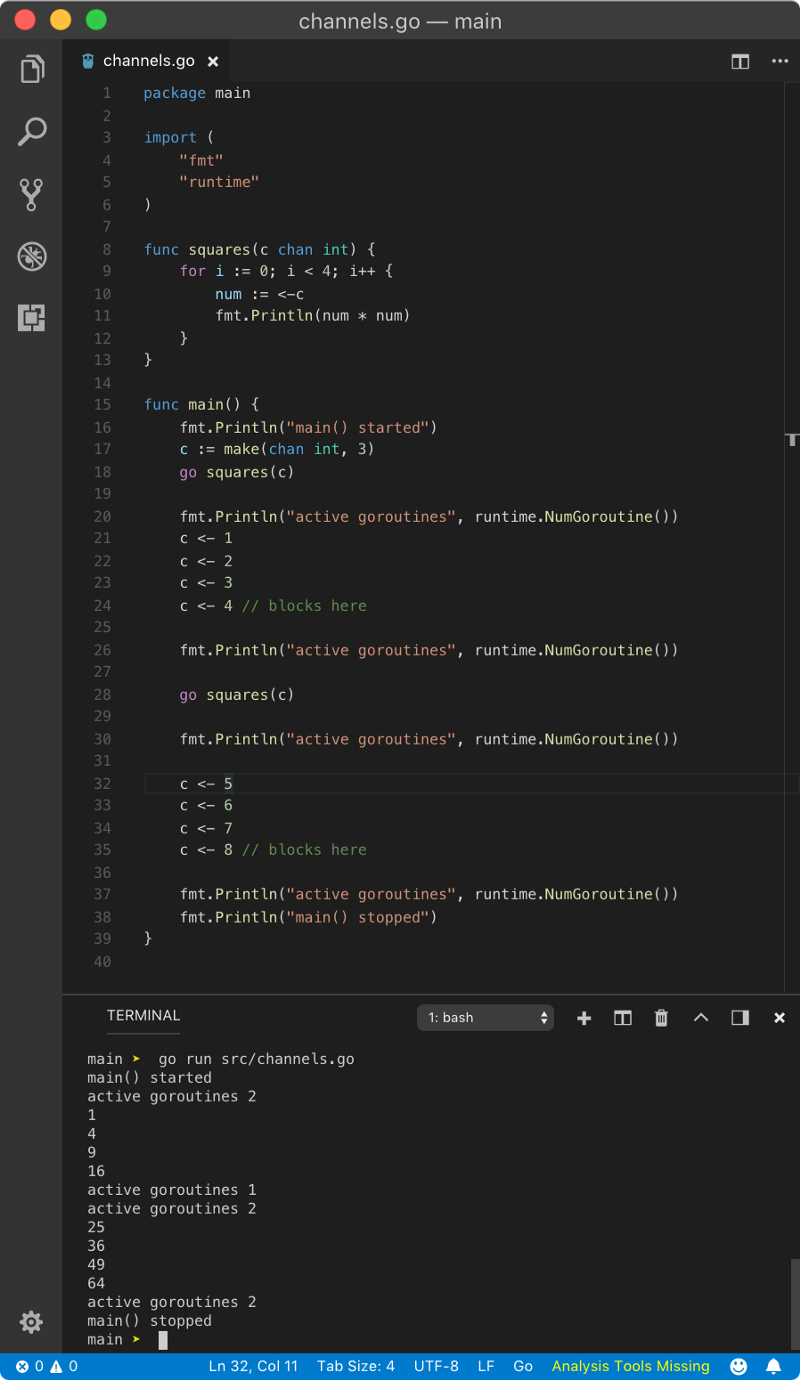 channels.go — main
channels.go
1 package main
2
3 import (
4     "fmt"
5     "runtime"
6 )
7
8 func squares(c chan int) {
9     for i := 0; i < 4; i++ {
10         num := <-c
11         fmt.Println(num * num)
12     }
13 }
14
15 func main() {
16     fmt.Println("main() started")
17     c := make(chan int, 3)
18     go squares(c)
19
20     fmt.Println("active goroutines", runtime.NumGoroutine())
21     c <- 1
22     c <- 2
23     c <- 3
24     c <- 4 // blocks here
25
26     fmt.Println("active goroutines", runtime.NumGoroutine())
27
28     go squares(c)
29
30     fmt.Println("active goroutines", runtime.NumGoroutine())
31
32     c <- 5
33     c <- 6
34     c <- 7
35     c <- 8 // blocks here
36
37     fmt.Println("active goroutines", runtime.NumGoroutine())
38     fmt.Println("main() stopped")
39 }
40
TERMINAL 1: bash
main ➤ go run src/channels.go
main() started
active goroutines 2
1
4
9
16
active goroutines 1
active goroutines 2
25
36
49
64
active goroutines 2
main() stopped
main ➤
0 0 Ln 32, Col 11 Tab Size: 4 UTF-8 LF Go Analysis Tools Missing